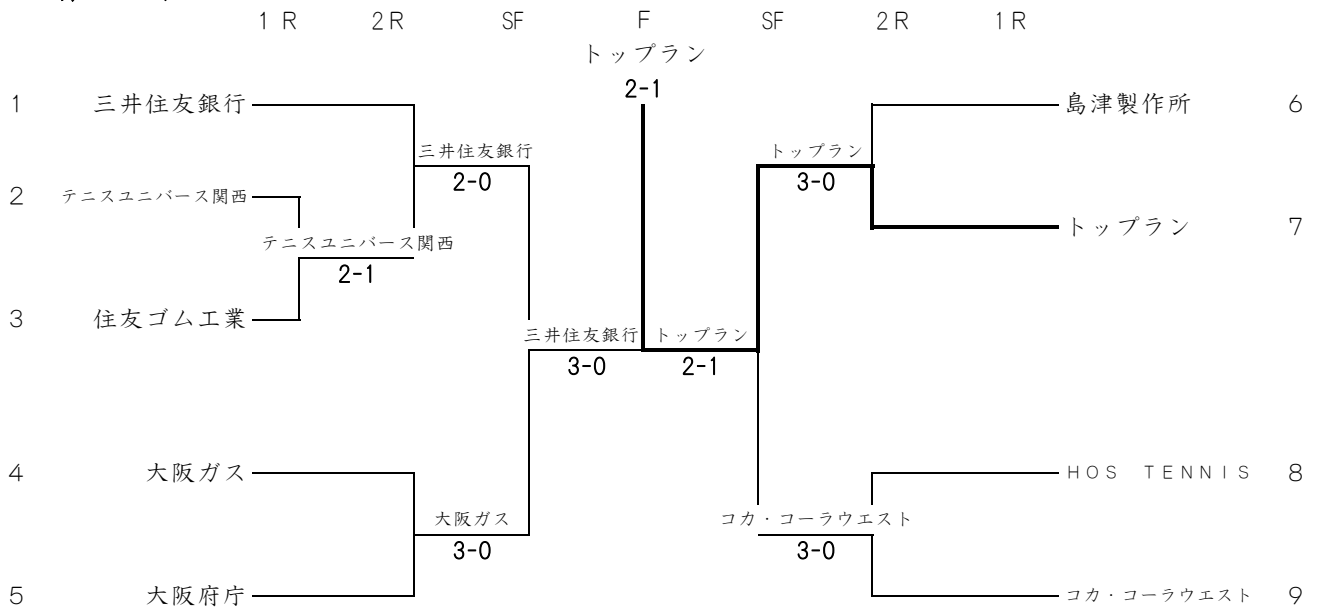 1R 2R SF F SF 2R 1R
トップラン
2-1
1 三井住友銀行 島津製作所 6
三井住友銀行 トップラン
2-0 3-0
2 テニスユニバース関西
トップラン 7
テニスユニバース関西
2-1
3 住友ゴム工業
三井住友銀行 トップラン
3-0 2-1
4 大阪ガス HOS TENNIS 8
大阪ガス コカ・コーラウエスト
3-0 3-0
5 大阪府庁 コカ・コーラウエスト 9